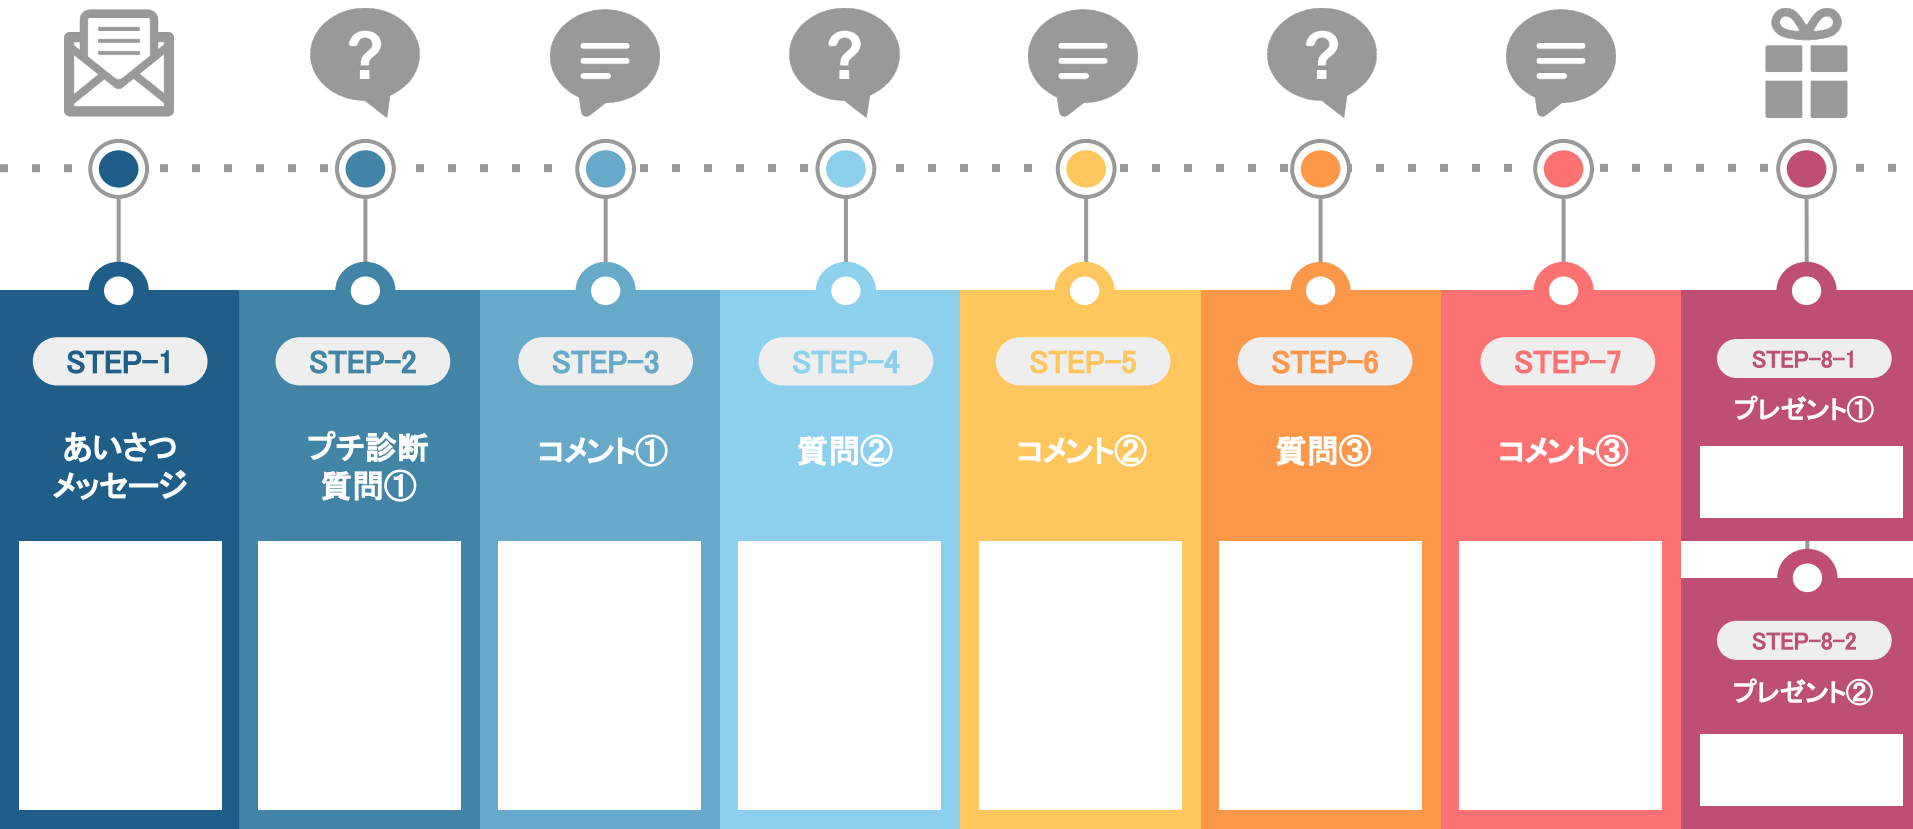 STEP-1
あいさつ
メッセージ
STEP-2
プチ診断
質問①
STEP-3
コメント①
STEP-4
質問②
STEP-5
コメント②
STEP-6
質問③
STEP-7
コメント③
STEP-8-1
プレゼント①
STEP-8-2
プレゼント②